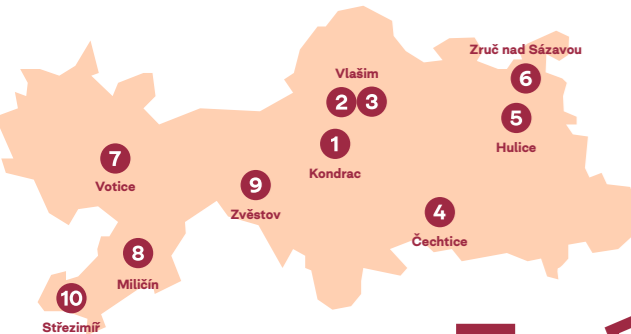 Zruč nad Sázavou
6
Vlašim
2 3
5
Hulice
1
Kondrac
7
Votice
9
Zvěstov
4
Čechtice
8
Miličín
10
Střezimíř